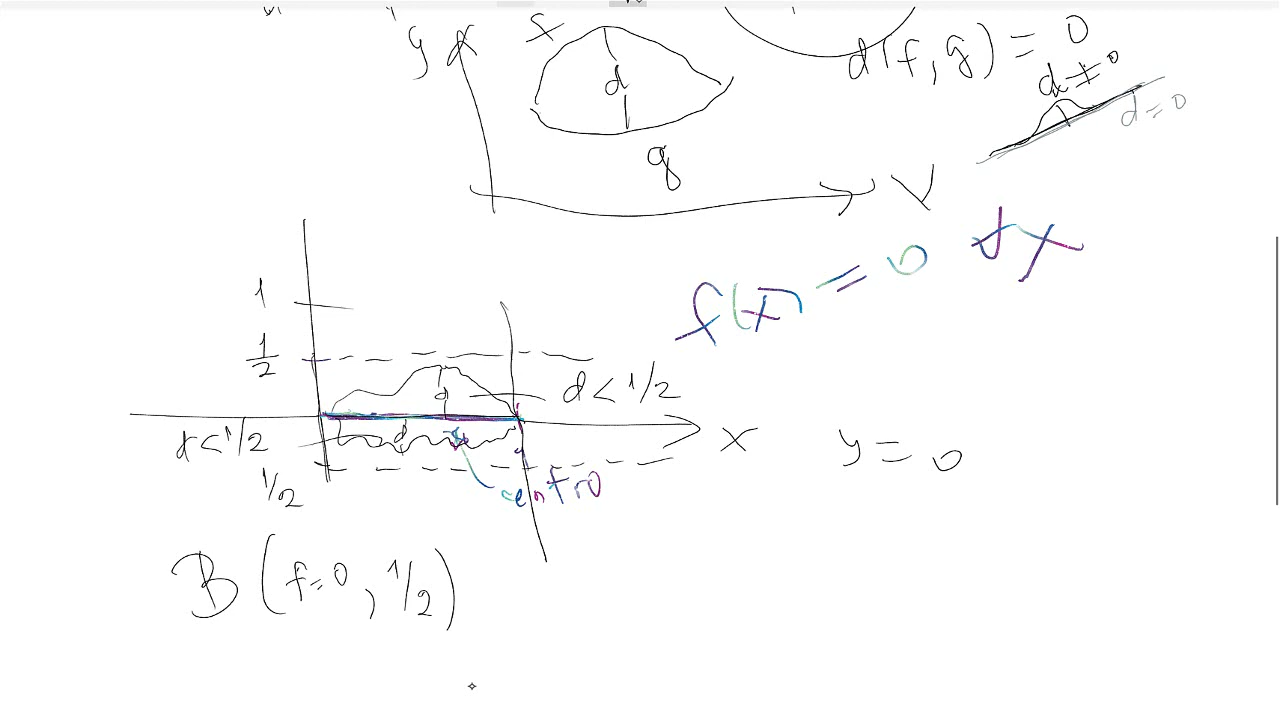 y
f
d
g
V
d(f,g) = 0
d ≠ 0
d = 0
f(x) = 0 ∀x
1
1/2
d
d < 1/2
d < 1/2
d
x
y = 0
1/2
centro
B (f=0, 1/2)